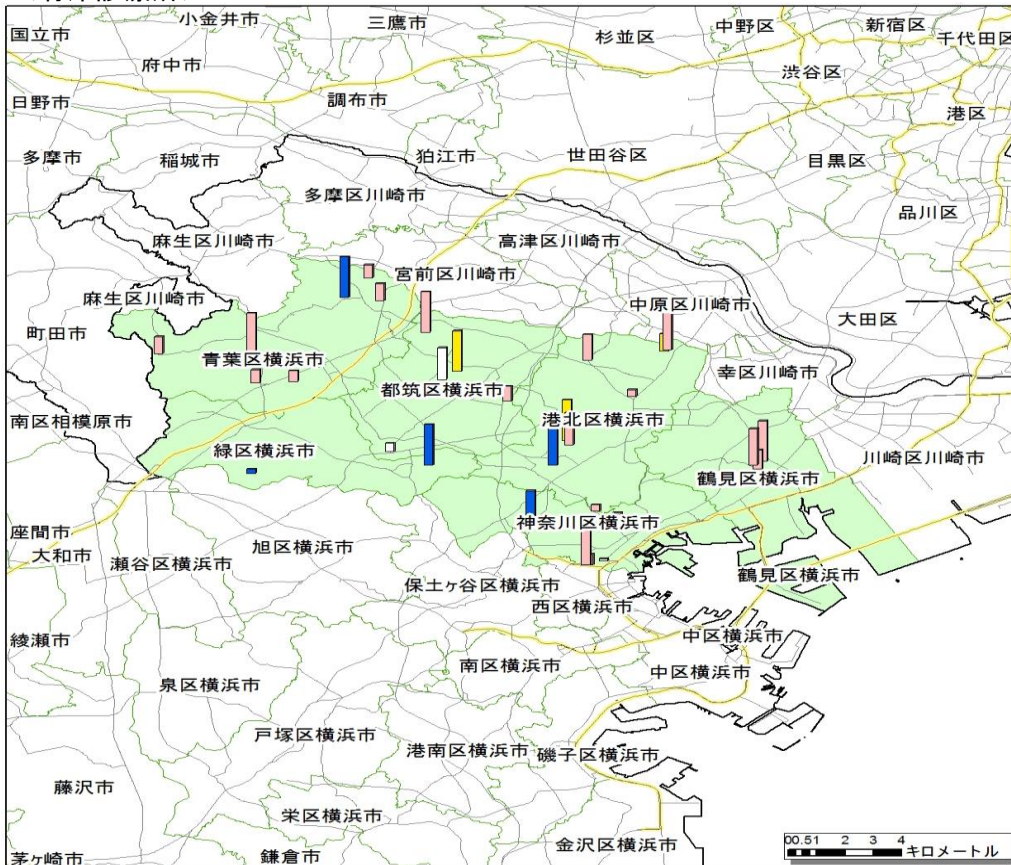 小金井市
三鷹市
国立市
杉並区
中野区
新宿区
千代田区
府中市
渋谷区
日野市
調布市
港区
多摩市
稲城市
狛江市
世田谷区
目黒区
多摩区川崎市
品川区
麻生区川崎市
高津区川崎市
宮前区川崎市
麻生区川崎市
中原区川崎市
大田区
町田市
青葉区横浜市
幸区川崎市
都筑区横浜市
南区相模原市
港北区横浜市
緑区横浜市
川崎区川崎市
鶴見区横浜市
座間市
神奈川区横浜市
大和市
旭区横浜市
瀬谷区横浜市
鶴見区横浜市
保土ヶ谷区横浜市
西区横浜市
綾瀬市
中区横浜市
南区横浜市
中区横浜市
泉区横浜市
戸塚区横浜市
港南区横浜市
磯子区横浜市
藤沢市
栄区横浜市
金沢区横浜市
茅ヶ崎市
鎌倉市
00.51 2 3 4
キロメートル